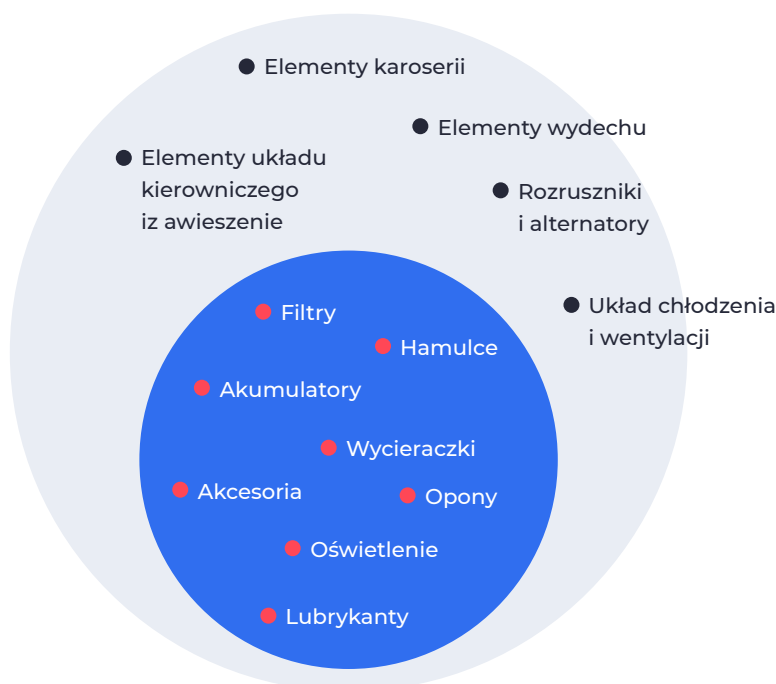 Elementy karoserii
Elementy wydechu
Elementy układu
kierowniczego
iz awieszenie
Rozruszniki
i alternatory
Układ chłodzenia
i wentylacji
Filtry
Hamulce
Akumulatory
Wycieraczki
Akcesoria
Opony
Oświetlenie
Lubrykanty